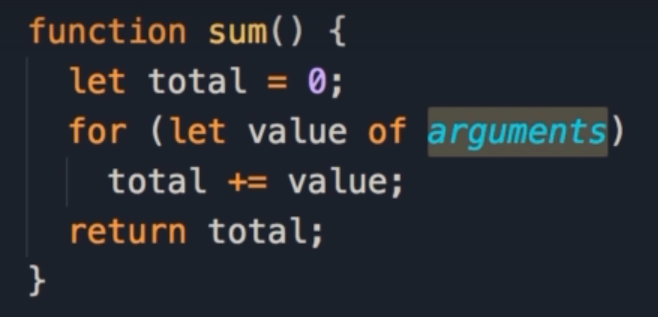 function sum() {
  let total = 0;
  for (let value of arguments)
    total += value;
  return total;
}